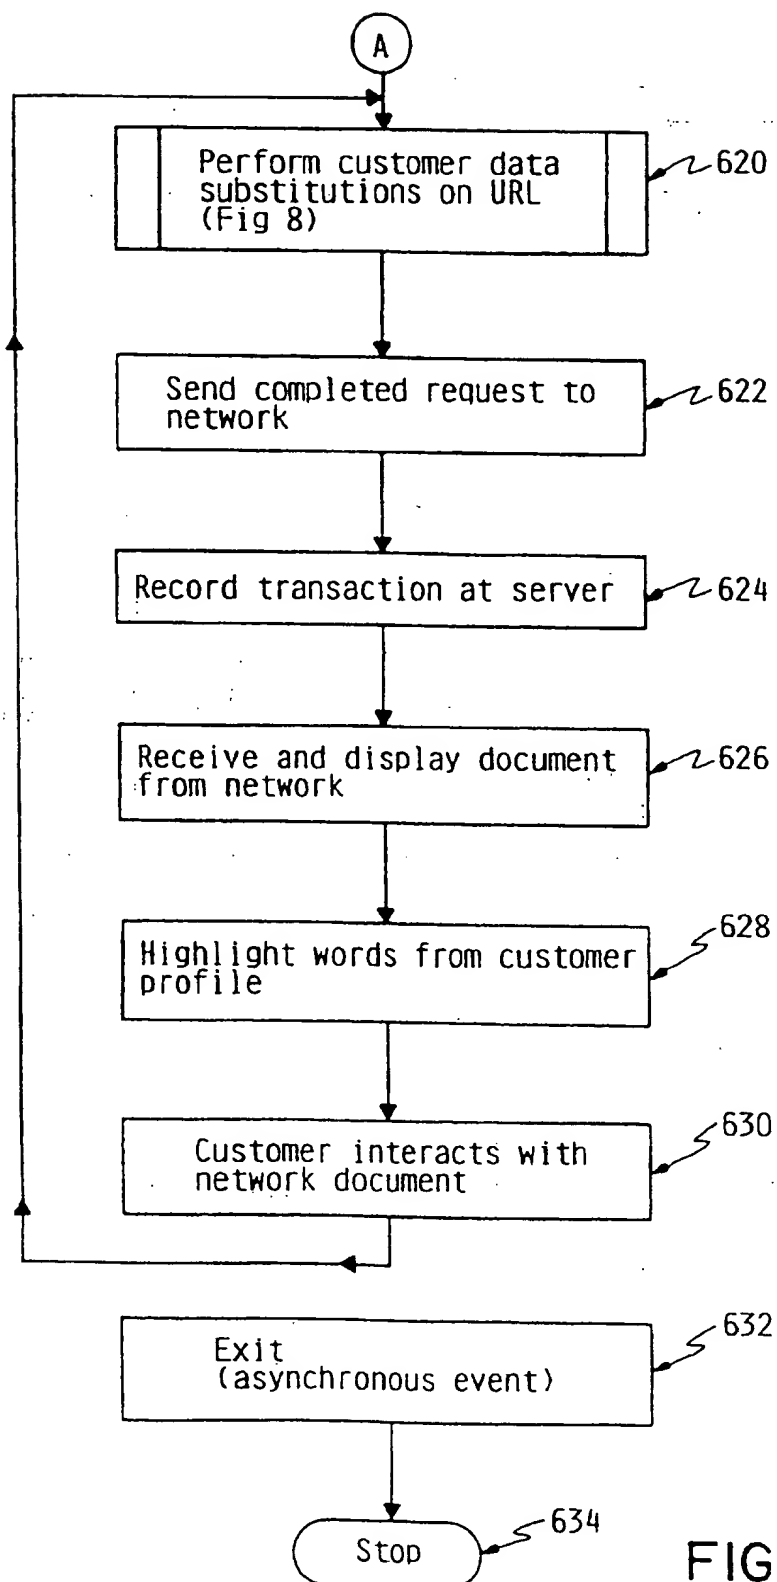 A
Perform customer data
substitutions on URL
(Fig 8)
620
Send completed request to
network
622
Record transaction at server
624
Receive and display document
from network
626
Highlight words from customer
profile
628
Customer interacts with
network document
630
Exit
(asynchronous event)
632
Stop
634
FIG